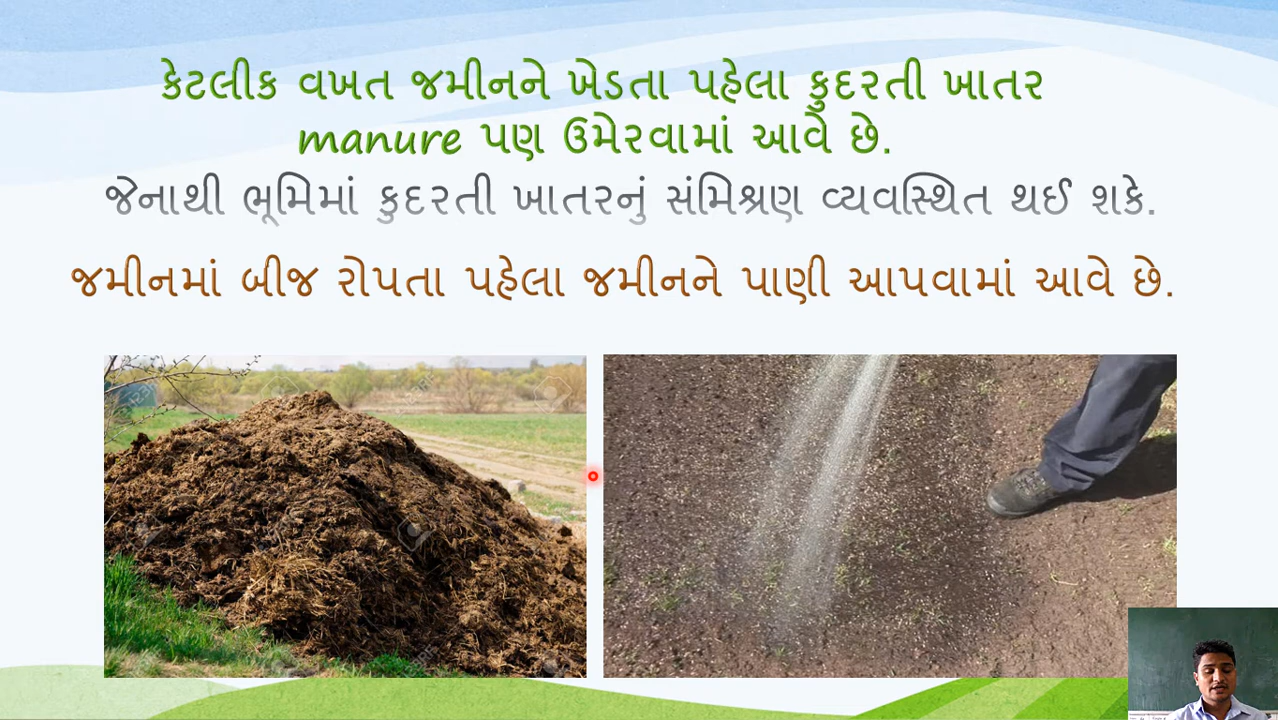 કેટલીક વખત જમીનને ખેડતા પહેલા કુદરતી ખાતર
manure પણ ઉમેરવામાં આવે છે.
જેનાથી ભૂમિમાં કુદરતી ખાતરનું સંમિશ્રણ વ્યવસ્થિત થઈ શકે.
જમીનમાં બીજ રોપતા પહેલા જમીનને પાણી આપવામાં આવે છે.